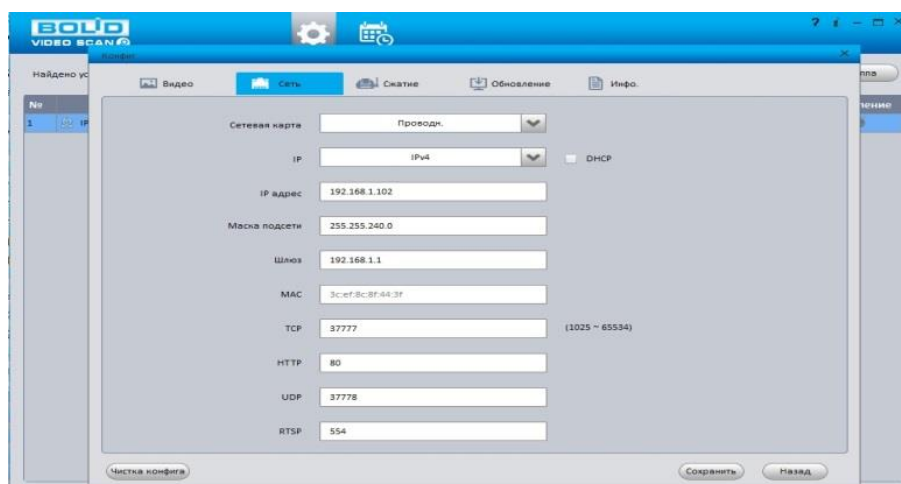 BOLID
VIDEO SCAN
? i
Конфиг
Найдено ус
ппа
Видео
Сеть
Сжатие
Обновление
Инфо.
№
ление
1 IP
Сетевая карта Проводн.
IP IPv4 DHCP
IP адрес 192.168.1.102
Маска подсети 255.255.240.0
Шлюз 192.168.1.1
MAC 3c:ef:8c:8f:44:3f
TCP 37777 (1025 ~ 65534)
HTTP 80
UDP 37778
RTSP 554
Чистка конфига Сохранить Назад